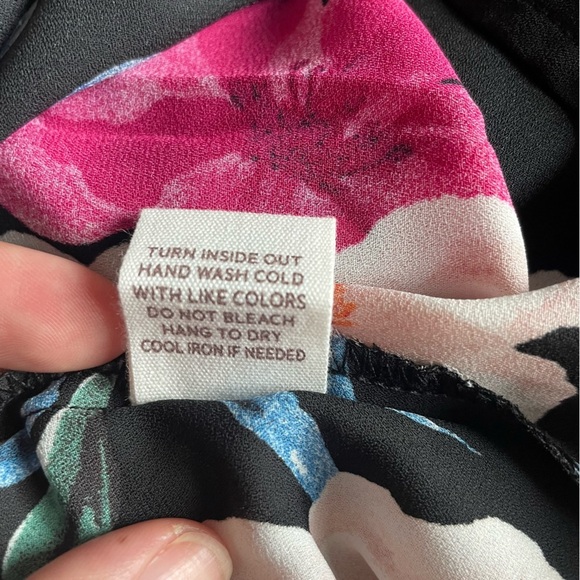 TURN INSIDE OUT
HAND WASH COLD
WITH LIKE COLORS
DO NOT BLEACH
HANG TO DRY
COOL IRON IF NEEDED